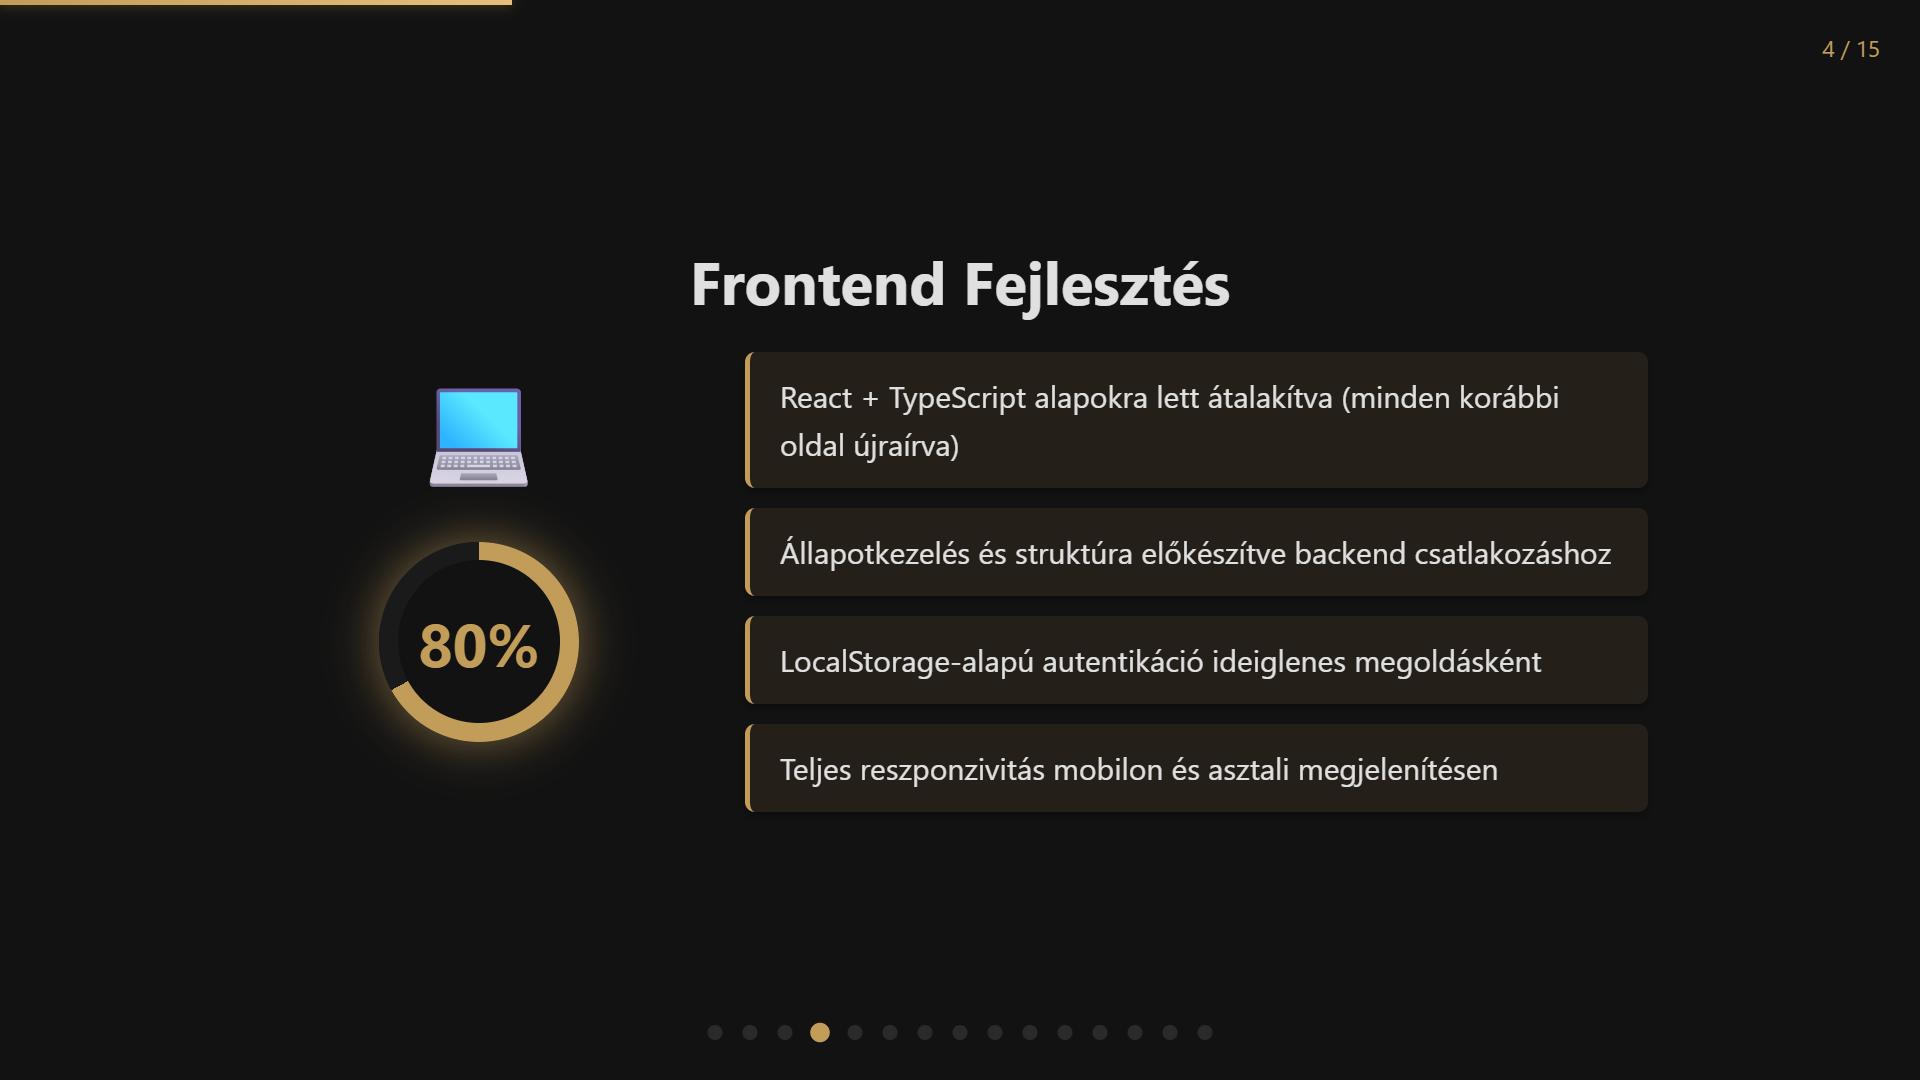 4 / 15
Frontend Fejlesztés
80%
React + TypeScript alapokra lett átalakítva (minden korábbi
oldal újraírva)
Állapotkezelés és struktúra előkészítve backend csatlakozáshoz
LocalStorage-alapú autentikáció ideiglenes megoldásként
Teljes reszponzivitás mobilon és asztali megjelenítésen